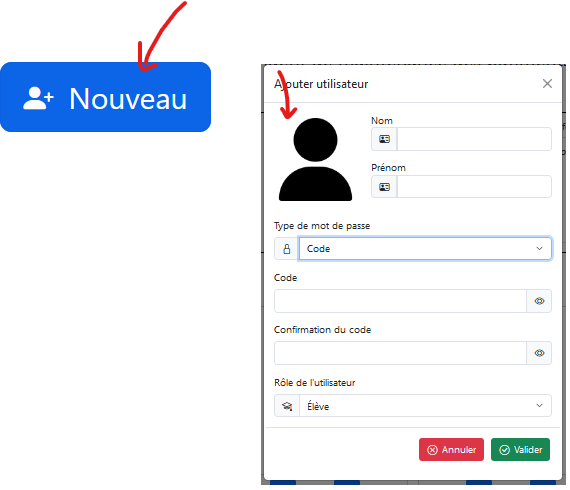 Nouveau
Ajouter utilisateur
Nom
Prénom
Type de mot de passe
Code
Code
Confirmation du code
Rôle de l'utilisateur
Élève
Annuler
Valider